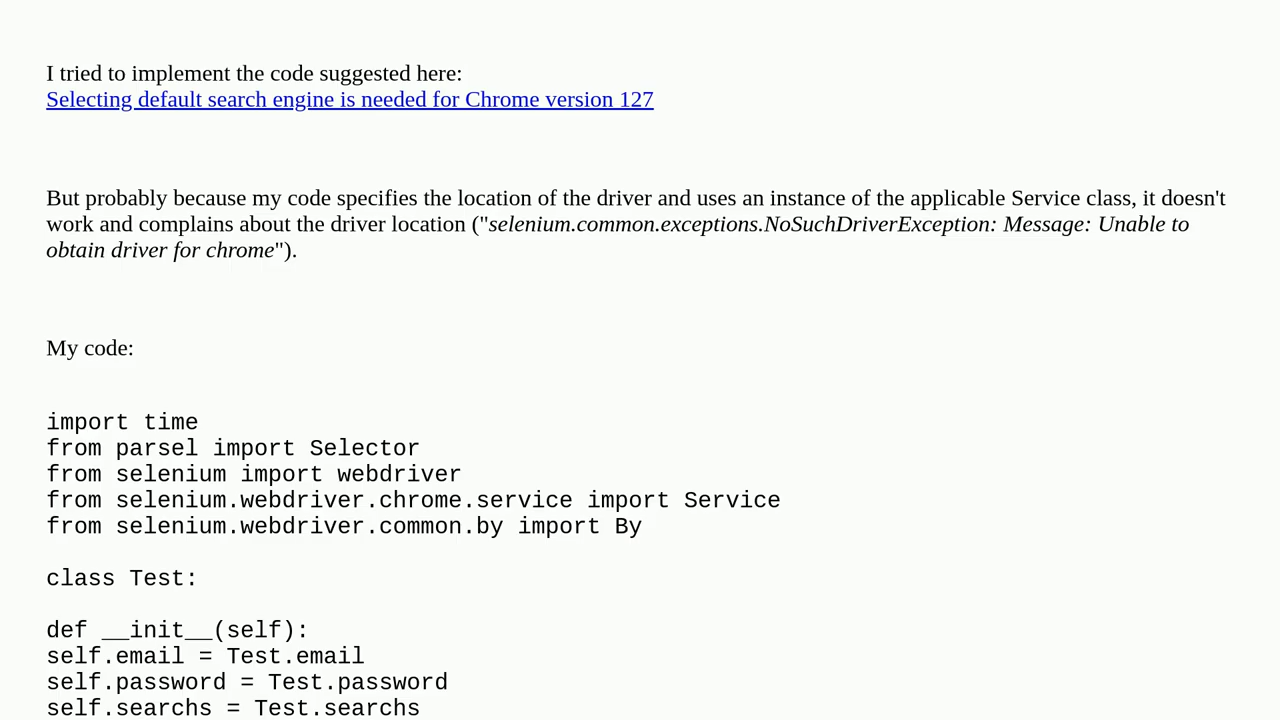 I tried to implement the code suggested here:
Selecting default search engine is needed for Chrome version 127
But probably because my code specifies the location of the driver and uses an instance of the applicable Service class, it doesn't
work and complains about the driver location ("selenium.common.exceptions.NoSuchDriverException: Message: Unable to
obtain driver for chrome").
My code:
import time
from parsel import Selector
from selenium import webdriver
from selenium.webdriver.chrome.service import Service
from selenium.webdriver.common.by import By
class Test:
def __init__(self):
self.email = Test.email
self.password = Test.password
self.searchs = Test.searchs